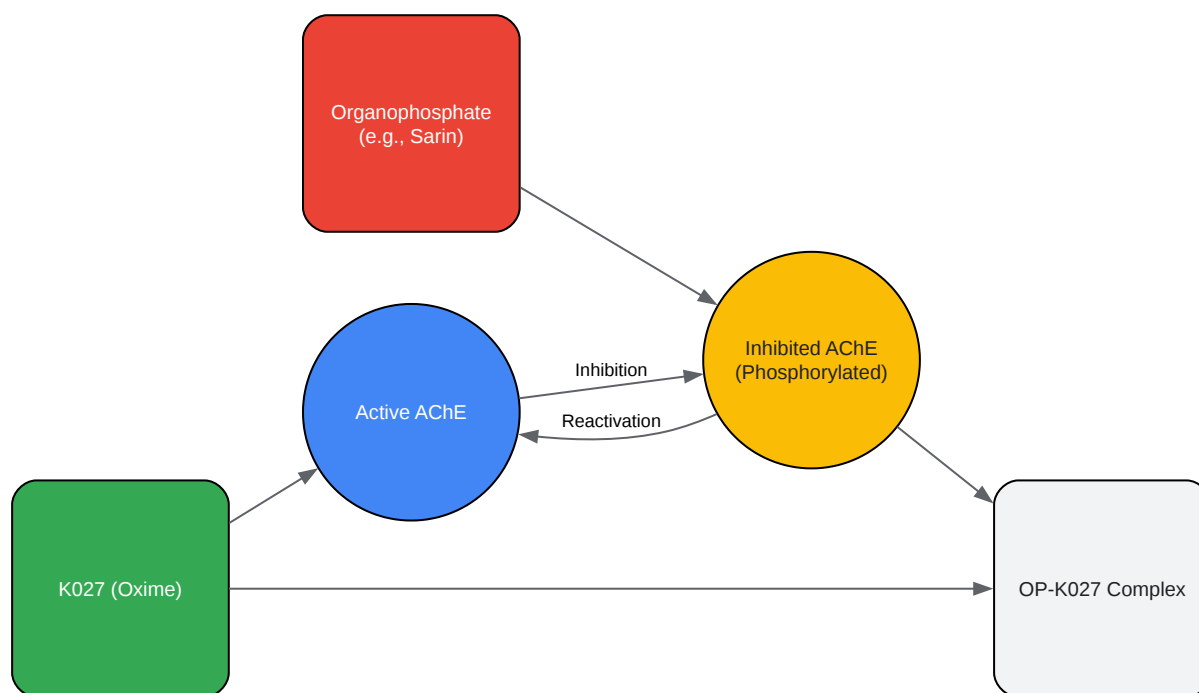 Organophosphate
(e.g., Sarin)
Inhibited AChE
(Phosphorylated)
Inhibition
Active AChE
Reactivation
K027 (Oxime)
OP-K027 Complex